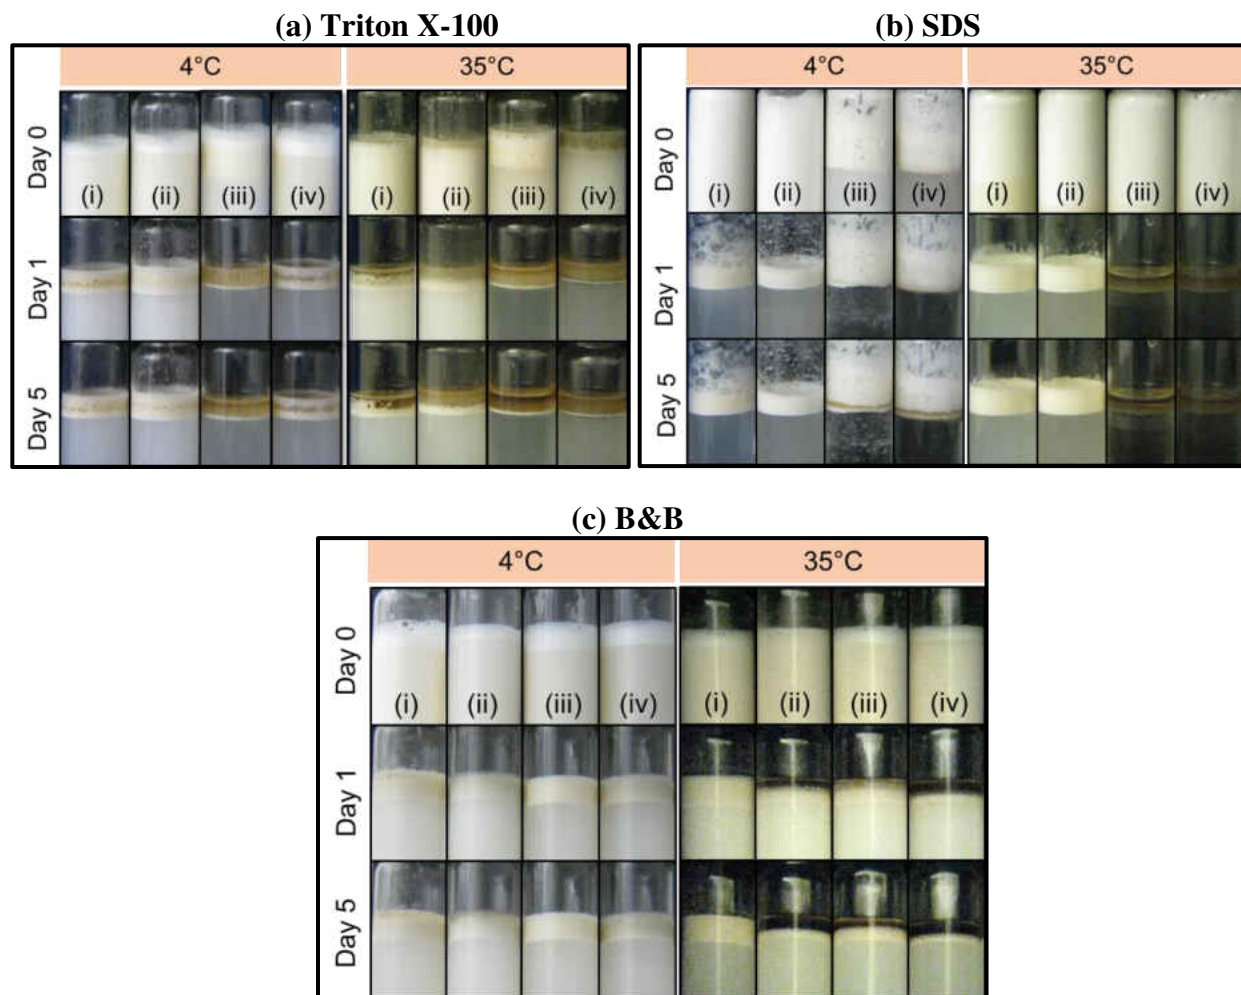 (a) Triton X-100
4°C 35°C
Day 0
(i) (ii) (iii) (iv) (i) (ii) (iii) (iv)
Day 1
Day 5
(b) SDS
4°C 35°C
Day 0
(i) (ii) (iii) (iv) (i) (ii) (iii) (iv)
Day 1
Day 5
(c) B&B
4°C 35°C
Day 0
(i) (ii) (iii) (iv) (i) (ii) (iii) (iv)
Day 1
Day 5